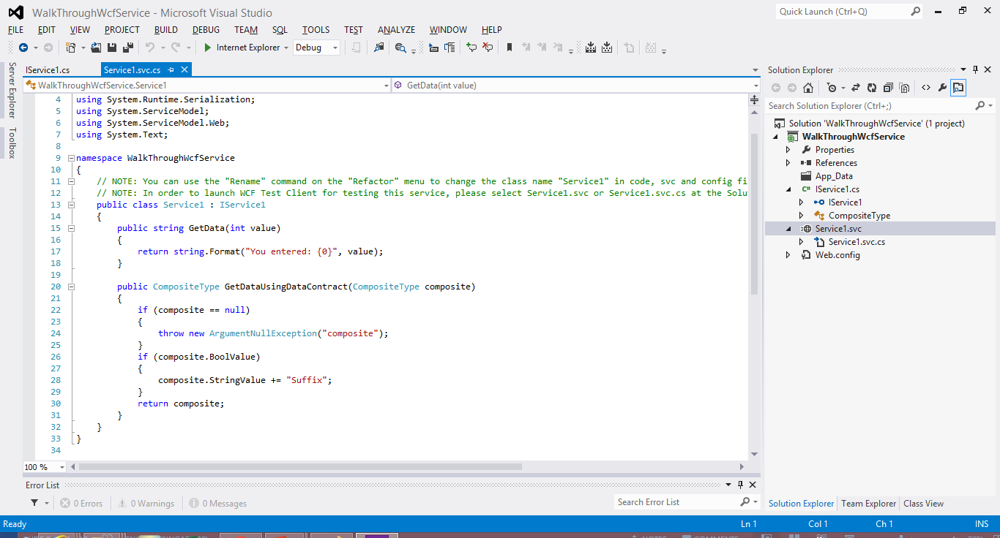 WalkThroughWcfService - Microsoft Visual Studio
Quick Launch (Ctrl+Q)
FILE EDIT VIEW PROJECT BUILD DEBUG TEAM SQL TOOLS TEST ANALYZE WINDOW HELP
Internet Explorer Debug
Server Explorer
Toolbox
IService1.cs Service1.svc.cs
WalkThroughWcfService.Service1 GetData(int value)
4 using System.Runtime.Serialization;
5 using System.ServiceModel;
6 using System.ServiceModel.Web;
7 using System.Text;
8
9 namespace WalkThroughWcfService
10 {
11 // NOTE: You can use the "Rename" command on the "Refactor" menu to change the class name "Service1" in code, svc and config fi
12 // NOTE: In order to launch WCF Test Client for testing this service, please select Service1.svc or Service1.svc.cs at the Solu
13 public class Service1 : IService1
14 {
15 public string GetData(int value)
16 {
17 return string.Format("You entered: {0}", value);
18 }
19
20 public CompositeType GetDataUsingDataContract(CompositeType composite)
21 {
22 if (composite == null)
23 {
24 throw new ArgumentNullException("composite");
25 }
26 if (composite.BoolValue)
27 {
28 composite.StringValue += "Suffix";
29 }
30 return composite;
31 }
32 }
33 }
34
100 %
Error List
0 Errors 0 Warnings 0 Messages
Search Error List
Solution Explorer
Search Solution Explorer (Ctrl+;)
Solution 'WalkThroughWcfService' (1 project)
WalkThroughWcfService
Properties
References
App_Data
IService1.cs
IService1
CompositeType
Service1.svc
Service1.svc.cs
Web.config
Solution Explorer Team Explorer Class View
Ready Ln 1 Col 1 Ch 1 INS